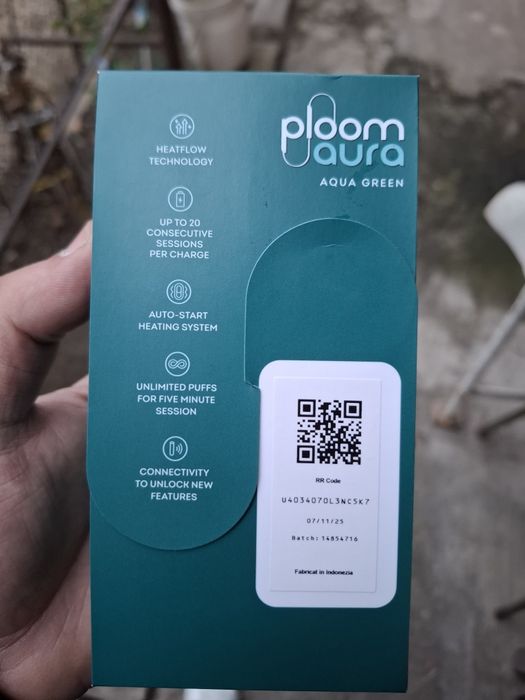 HEATFLOW
TECHNOLOGY
UP TO 20
CONSECUTIVE
SESSIONS
PER CHARGE
AUTO-START
HEATING SYSTEM
UNLIMITED PUFFS
FOR FIVE MINUTE
SESSION
CONNECTIVITY
TO UNLOCK NEW
FEATURES
ploom
aura
AQUA GREEN
RR Code
U4034070L3NC5K7
07/11/25
Batch: 14854716
Fabricat in Indonezia